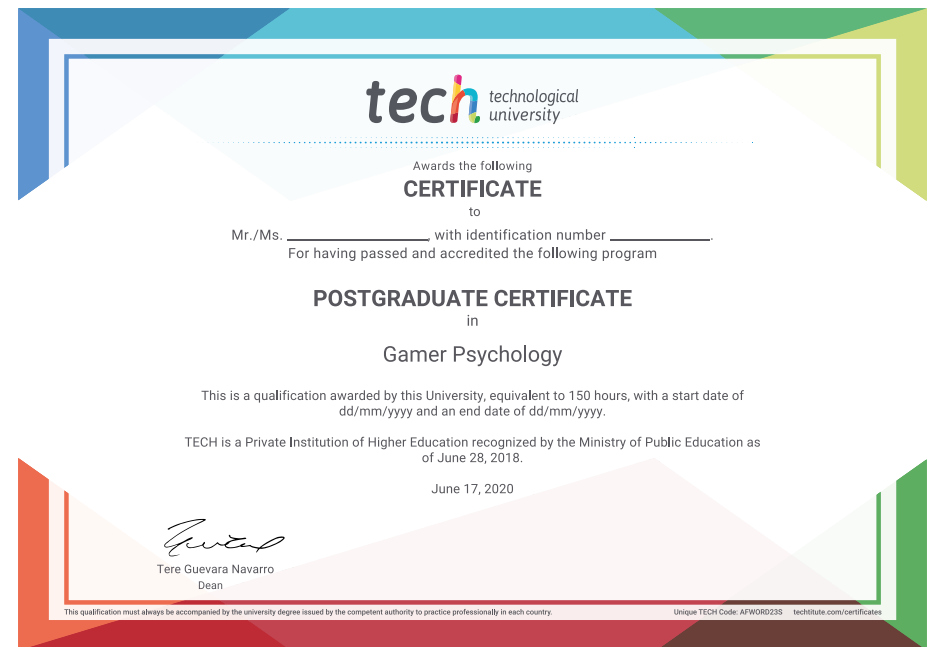 tech technological
university
Awards the following
CERTIFICATE
to
Mr./Ms. ____________________, with identification number ______________.
For having passed and accredited the following program
POSTGRADUATE CERTIFICATE
in
Gamer Psychology
This is a qualification awarded by this University, equivalent to 150 hours, with a start date of
dd/mm/yyyy and an end date of dd/mm/yyyy.
TECH is a Private Institution of Higher Education recognized by the Ministry of Public Education as
of June 28, 2018.
June 17, 2020
Tere Guevara Navarro
Dean
This qualification must always be accompanied by the university degree issued by the competent authority to practice professionally in each country. Unique TECH Code: AFWORD23S techtitute.com/certificates